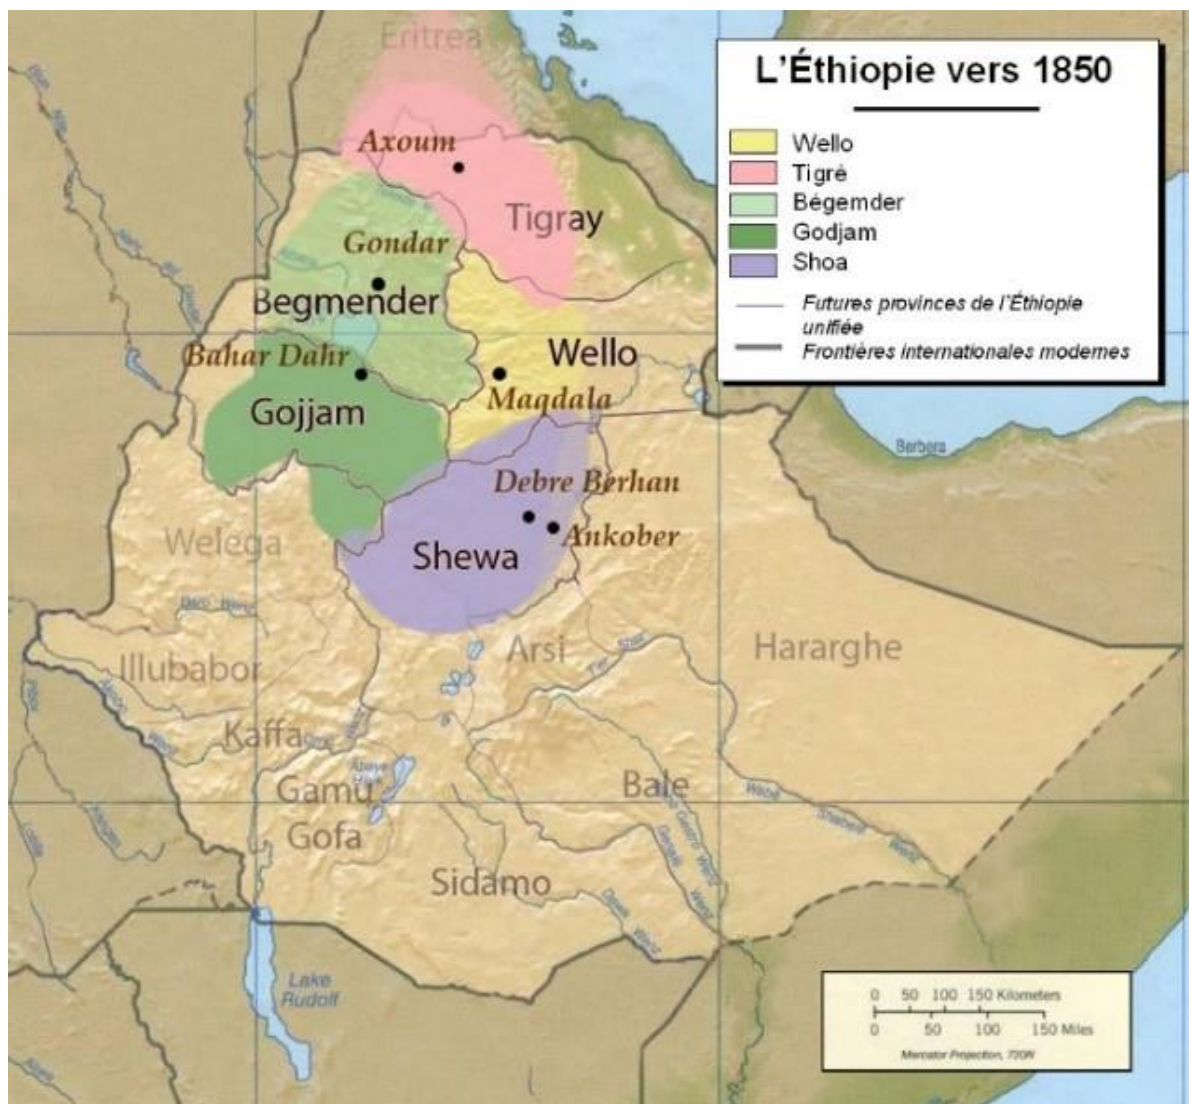 Eritrea
L'Éthiopie vers 1850
Wello
Tigré
Bégemder
Godjam
Shoa
Futures provinces de l'Éthiopie
unifiée
Frontières internationales modernes
Axoum
Tigray
Gondar
Begmender
Bahar Dahr
Wello
Maqdala
Gojjam
Berbera
Debre Berhan
Ankober
Shewa
Welega
Arsi
Hararghe
Illubabor
Kaffa
Bale
Gamu
Gofa
Sidamo
Lake
Rudolf
0 50 100 150 Kilometers
0 50 100 150 Miles
Mercator Projection, 720N